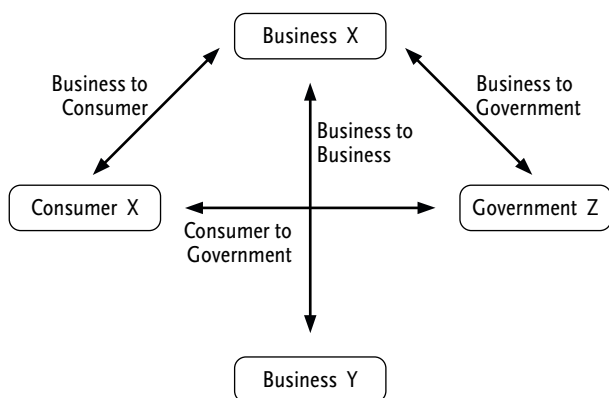 Business X
Business to
Consumer
Business to
Government
Business to
Business
Consumer X
Government Z
Consumer to
Government
Business Y